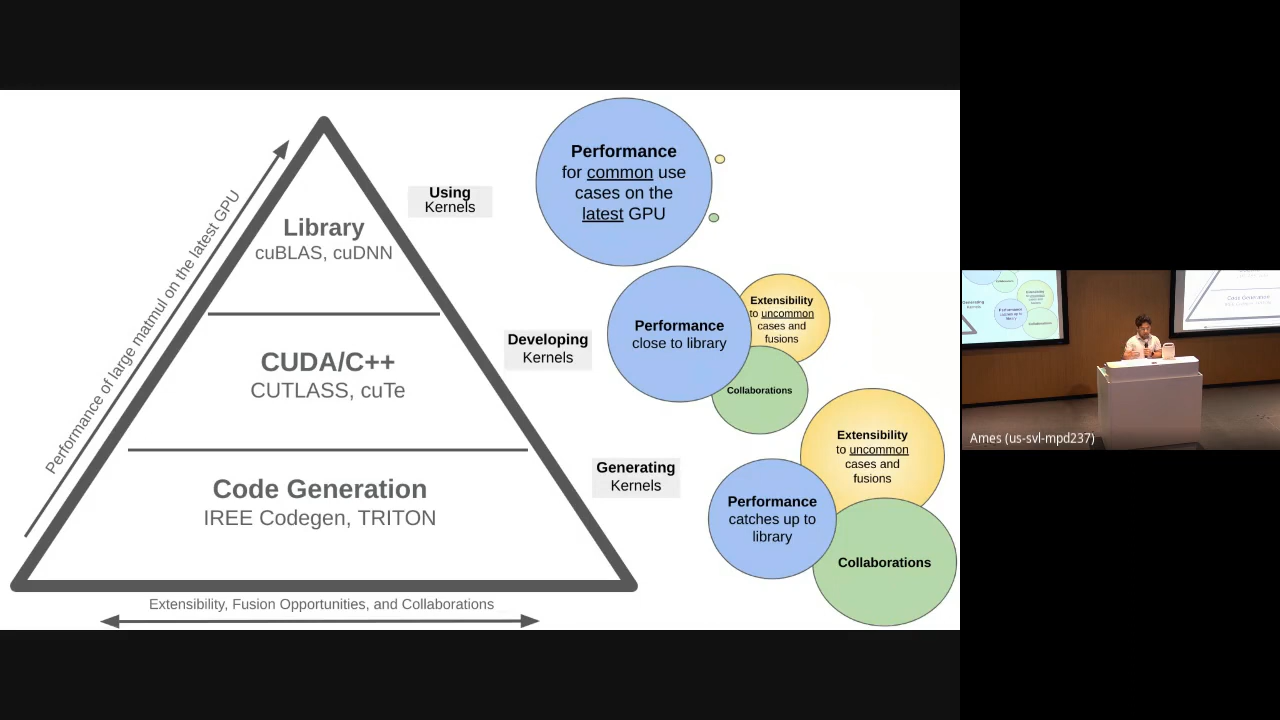 Performance of large matmul on the latest GPU
Library
cuBLAS, cuDNN
CUDA/C++
CUTLASS, cuTe
Code Generation
IREE Codegen, TRITON
Extensibility, Fusion Opportunities, and Collaborations
Using
Kernels
Performance
for common use
cases on the
latest GPU
Developing
Kernels
Performance
close to library
Extensibility
to uncommon
cases and
fusions
Collaborations
Generating
Kernels
Performance
catches up to
library
Extensibility
to uncommon
cases and
fusions
Collaborations
Ames (us-svl-mpd237)